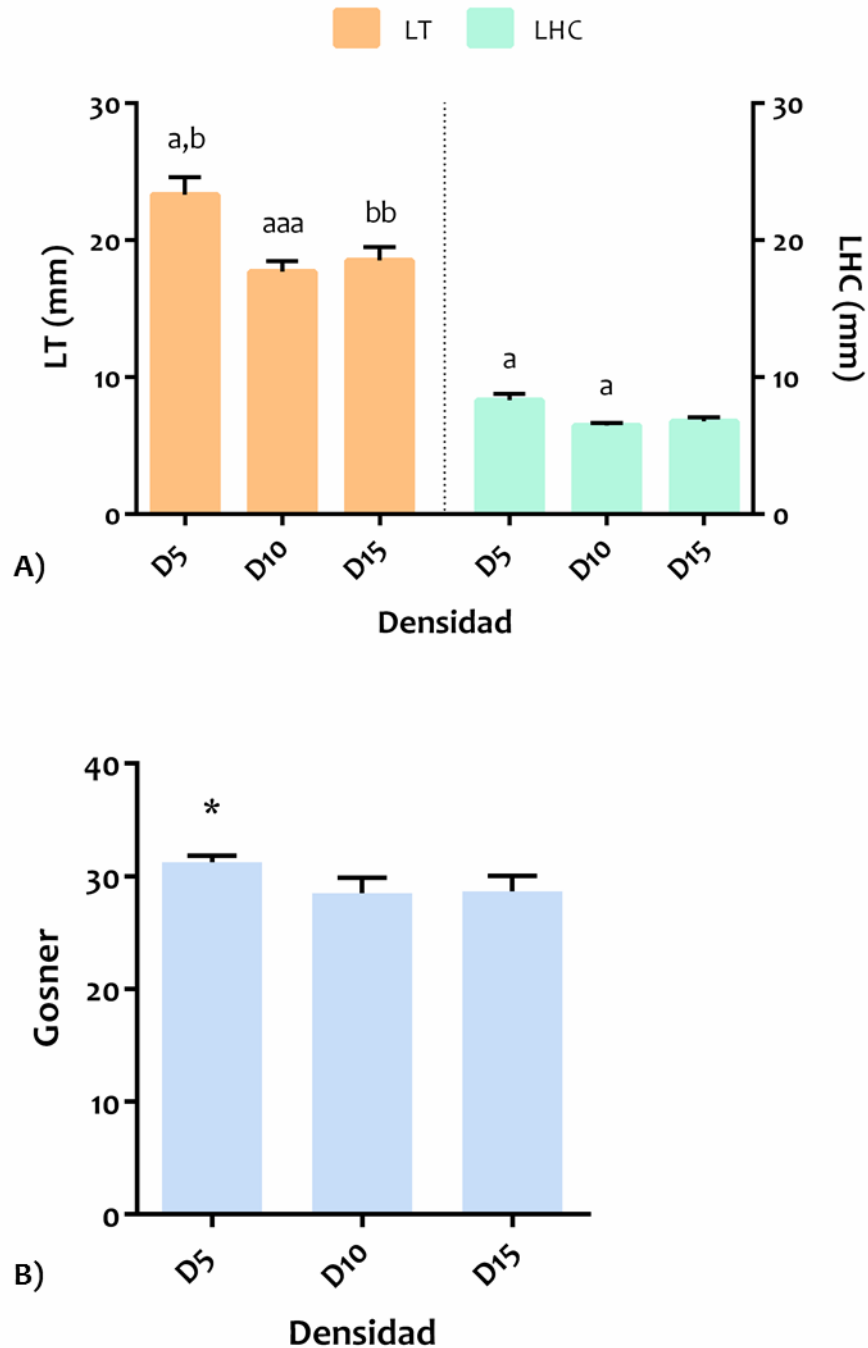 LT LHC
30 30
a,b
aaa bb
20 20
LT (mm) LHC (mm)
a a
10 10
0 0
D5 D10 D15 D5 D10 D15
A)
Densidad
40
*
30
Gosner
20
10
0
D5 D10 D15
B)
Densidad